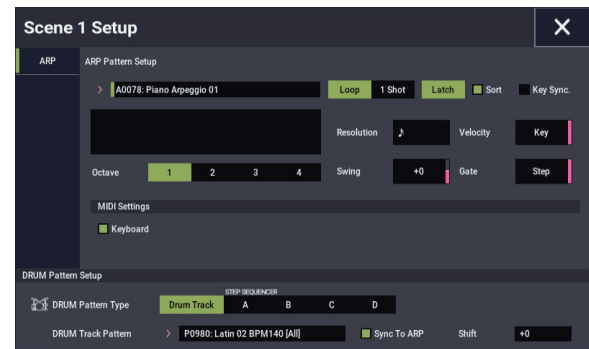 Scene 1 Setup
ARP
ARP Pattern Setup
A0078: Piano Arpeggio 01
Loop 1 Shot Latch Sort Key Sync.
Resolution Velocity Key
Octave 1 2 3 4 Swing +0 Gate Step
MIDI Settings
Keyboard
DRUM Pattern Setup
STEP SEQUENCER
DRUM Pattern Type Drum Track A B C D
DRUM Track Pattern P0980: Latin 02 BPM140 [All] Sync To ARP Shift +0